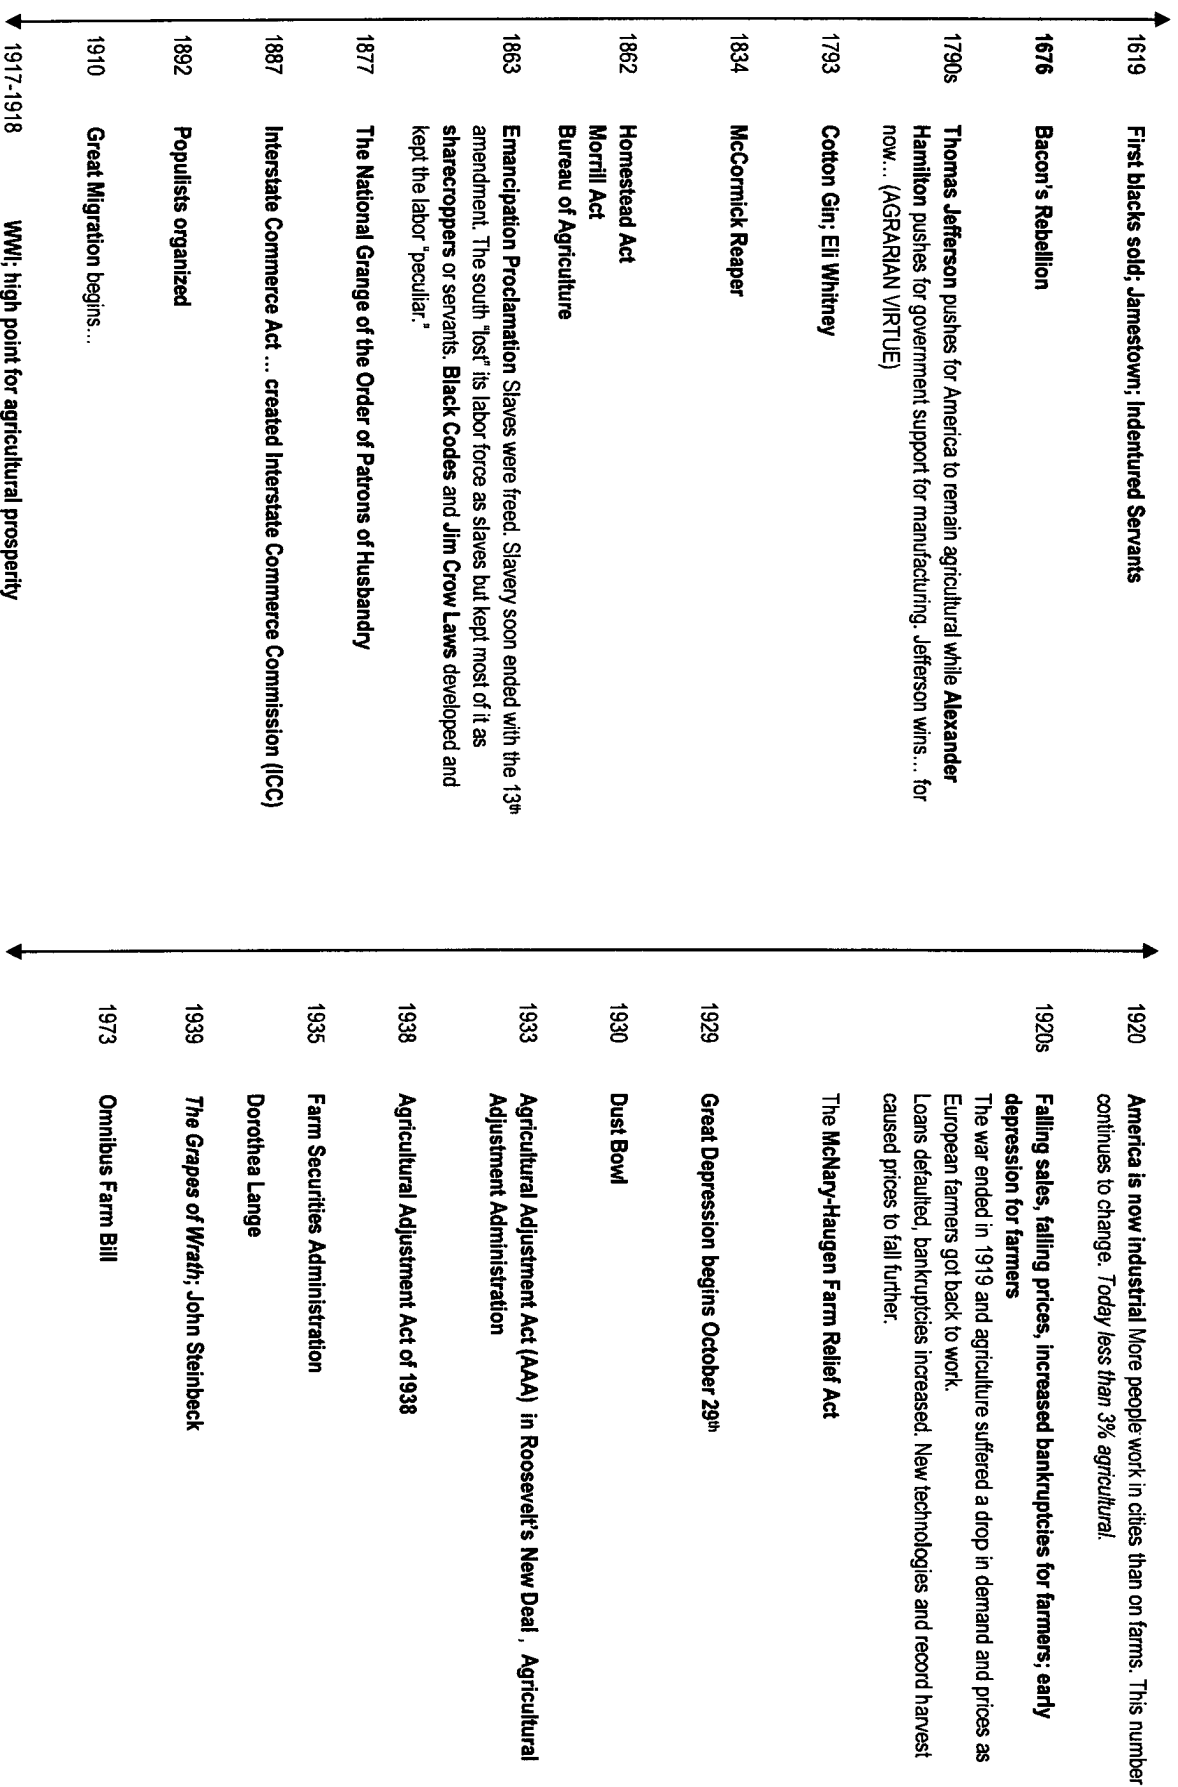 1619 First blacks sold; Jamestown; Indentured Servants
1676 Bacon's Rebellion
1790s Thomas Jefferson pushes for America to remain agricultural while Alexander
Hamilton pushes for government support for manufacturing. Jefferson wins… for
now… (AGRARIAN VIRTUE)
1793 Cotton Gin; Eli Whitney
1834 McCormick Reaper
1862 Homestead Act
Morrill Act
Bureau of Agriculture
1863 Emancipation Proclamation Slaves were freed. Slavery soon ended with the 13th
amendment. The south "lost" its labor force as slaves but kept most of it as
sharecroppers or servants. Black Codes and Jim Crow Laws developed and
kept the labor "peculiar."
1877 The National Grange of the Order of Patrons of Husbandry
1887 Interstate Commerce Act … created Interstate Commerce Commission (ICC)
1892 Populists organized
1910 Great Migration begins…
1917-1918 WWI; high point for agricultural prosperity
1920 America is now industrial More people work in cities than on farms. This number
continues to change. Today less than 3% agricultural.
1920s Falling sales, falling prices, increased bankruptcies for farmers; early
depression for farmers
The war ended in 1919 and agriculture suffered a drop in demand and prices as
European farmers got back to work.
Loans defaulted, bankruptcies increased. New technologies and record harvest
caused prices to fall further.
The McNary-Haugen Farm Relief Act
1929 Great Depression begins October 29th
1930 Dust Bowl
1933 Agricultural Adjustment Act (AAA) in Roosevelt's New Deal , Agricultural
Adjustment Administration
1938 Agricultural Adjustment Act of 1938
1935 Farm Securities Administration
Dorothea Lange
1939 The Grapes of Wrath; John Steinbeck
1973 Omnibus Farm Bill